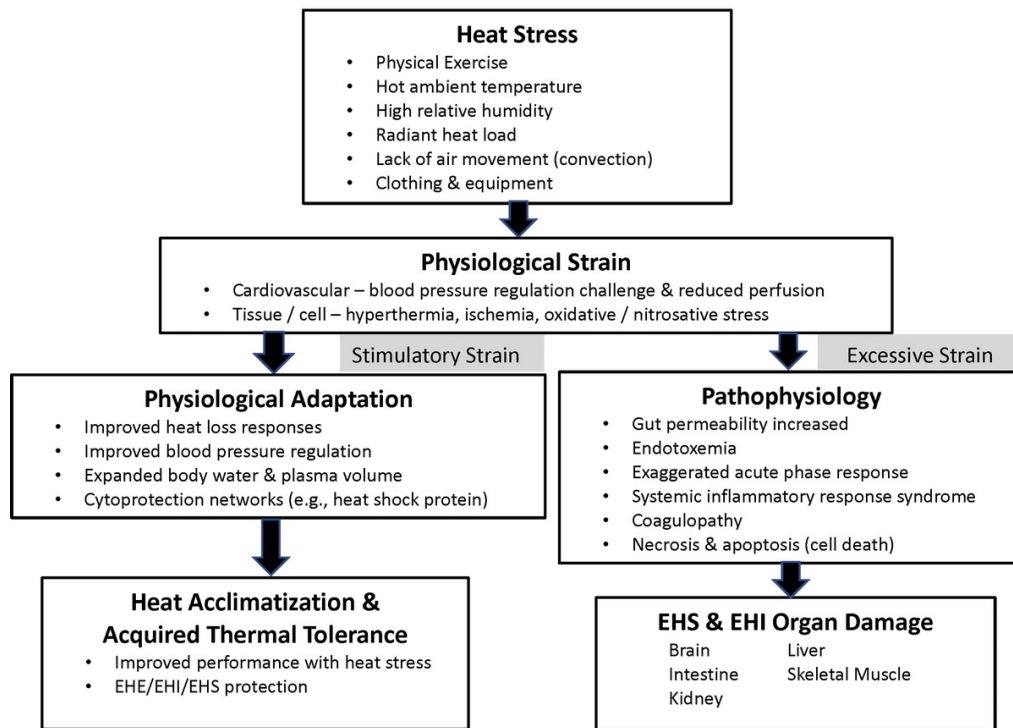 Heat Stress
• Physical Exercise
• Hot ambient temperature
• High relative humidity
• Radiant heat load
• Lack of air movement (convection)
• Clothing & equipment
Physiological Strain
• Cardiovascular – blood pressure regulation challenge & reduced perfusion
• Tissue / cell – hyperthermia, ischemia, oxidative / nitrosative stress
Stimulatory Strain
Excessive Strain
Physiological Adaptation
• Improved heat loss responses
• Improved blood pressure regulation
• Expanded body water & plasma volume
• Cytoprotection networks (e.g., heat shock protein)
Pathophysiology
• Gut permeability increased
• Endotoxemia
• Exaggerated acute phase response
• Systemic inflammatory response syndrome
• Coagulopathy
• Necrosis & apoptosis (cell death)
Heat Acclimatization &
Acquired Thermal Tolerance
• Improved performance with heat stress
• EHE/EHI/EHS protection
EHS & EHI Organ Damage
Brain Liver
Intestine Skeletal Muscle
Kidney